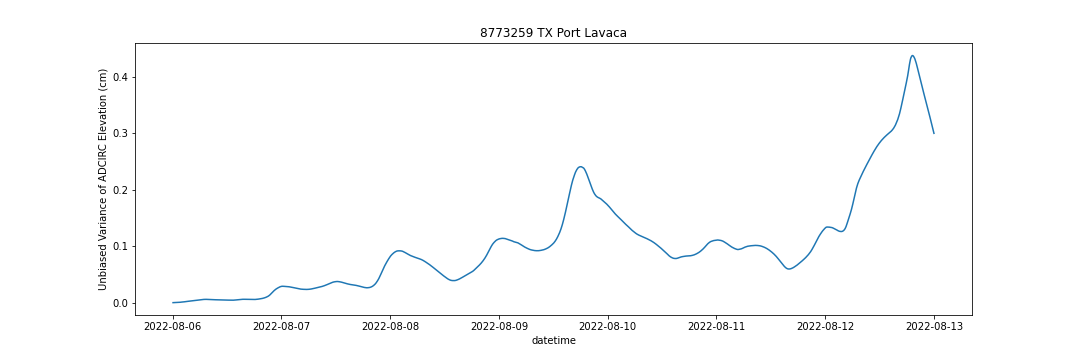 8773259 TX Port Lavaca
Unbiased Variance of ADCIRC Elevation (cm)
0.4
0.3
0.2
0.1
0.0
2022-08-06 2022-08-07 2022-08-08 2022-08-09 2022-08-10 2022-08-11 2022-08-12 2022-08-13
datetime